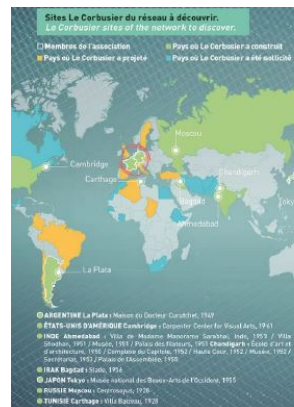 Sites Le Corbusier du réseau à découvrir.
Le Corbusier sites of the network to discover.
Membres de l'association
Pays où Le Corbusier a construit
Pays où Le Corbusier a projeté
Pays où Le Corbusier a été sollicité
Moscou
Cambridge
Chandigarh
Carthage
Tokyo
Bagdad
Ahmedabad
La Plata
ARGENTINE La Plata : Maison du Docteur Curutchet, 1949
ÉTATS-UNIS D'AMÉRIQUE Cambridge : Carpenter Center for Visual Arts, 1961
INDE Ahmedabad : Villa de Madame Manorama Sarabhai, Inde, 1951 / Villa
Shodhan, 1951 / Musée, 1951 / Palais des Filateurs, 1951 Chandigarh : École d'art et
d'architecture, 1950 / Complexe du Capitole, 1952 / Haute Cour, 1952 / Musée, 1952 /
Secrétariat, 1953 / Palais de l'Assemblée, 1955
IRAK Bagdad : Stade, 1956
JAPON Tokyo : Musée national des Beaux-Arts de l'Occident, 1955
RUSSIE Moscou : Centrosoyus, 1928
TUNISIE Carthage : Villa Baizeau, 1928